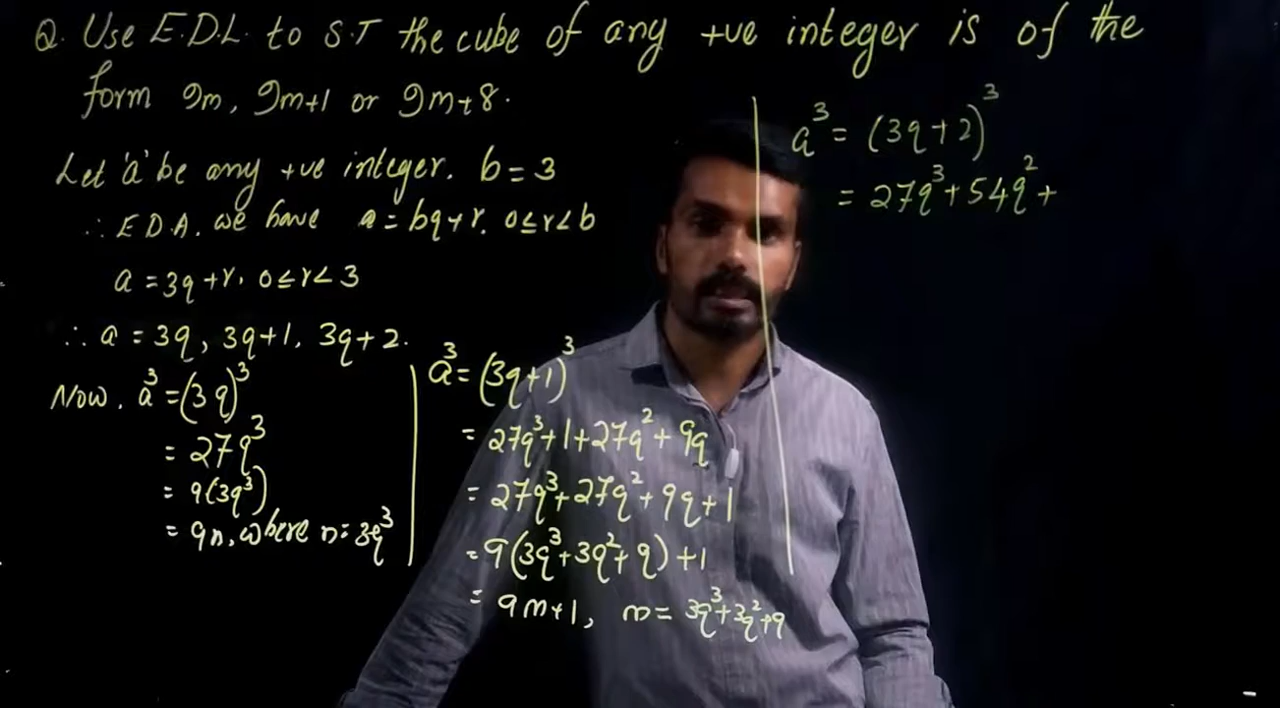 Q. Use E.D.L. to S.T the cube of any +ve integer is of the
form 9m, 9m+1 or 9m+8.
Let 'a' be any +ve integer. b = 3
∴ E.D.A. we have a = bq+r, 0≤r<b
a = 3q+r, 0≤r<3
∴ a = 3q, 3q+1, 3q+2.
Now, a³ = (3q)³
= 27q³
= 9(3q³)
= 9m, where m = 3q³
a³ = (3q+1)³
= 27q³+1+27q²+9q
= 27q³+27q²+9q+1
= 9(3q³+3q²+q)+1
= 9m+1, m = 3q³+3q²+q
a³ = (3q+2)³
= 27q³+54q²+